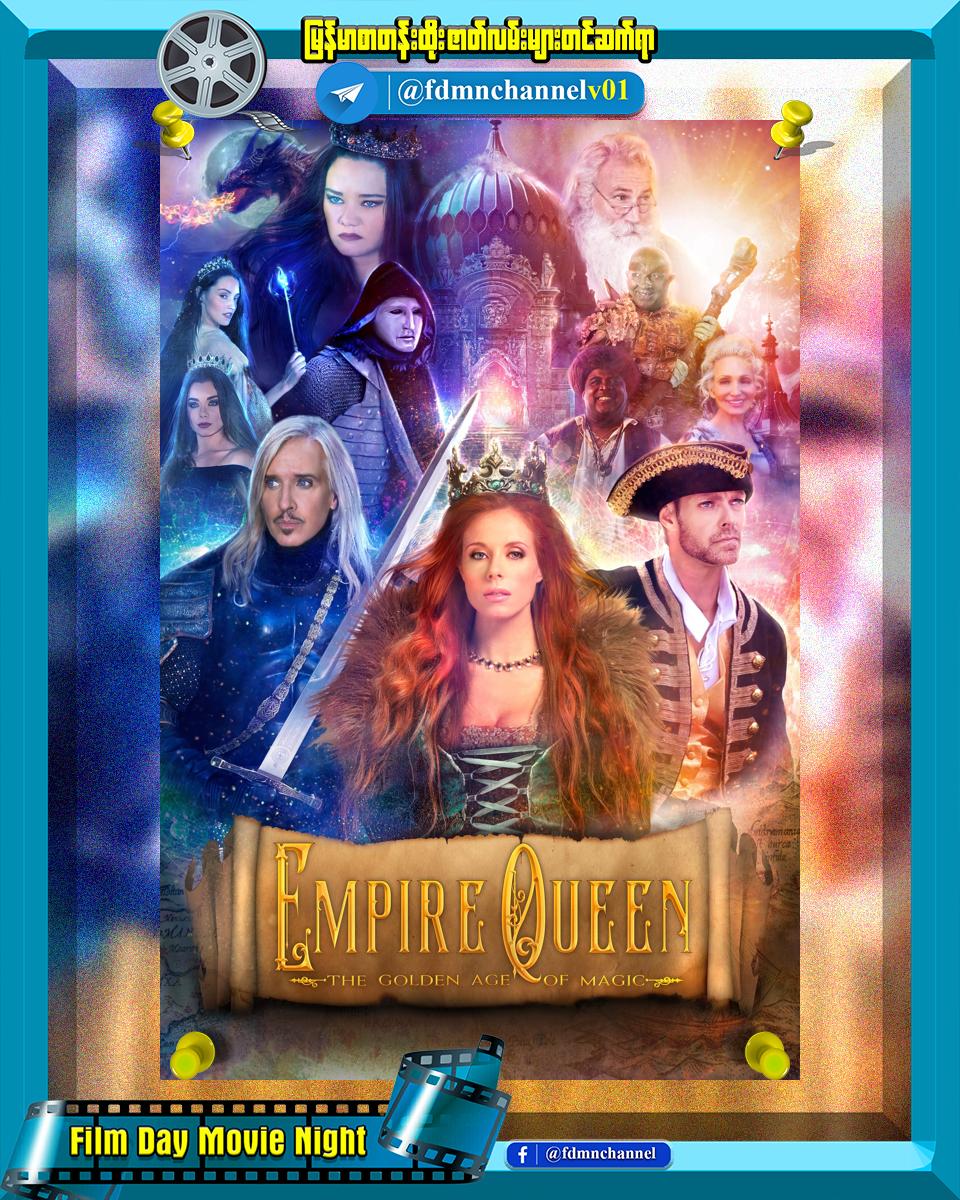 မြန်မာစာတန်းထိုးဇာတ်လမ်းများတင်ဆက်ရာ
@fdmnchannelv01
EMPIRE QUEEN
THE GOLDEN AGE OF MAGIC
Film Day Movie Night
@fdmnchannel